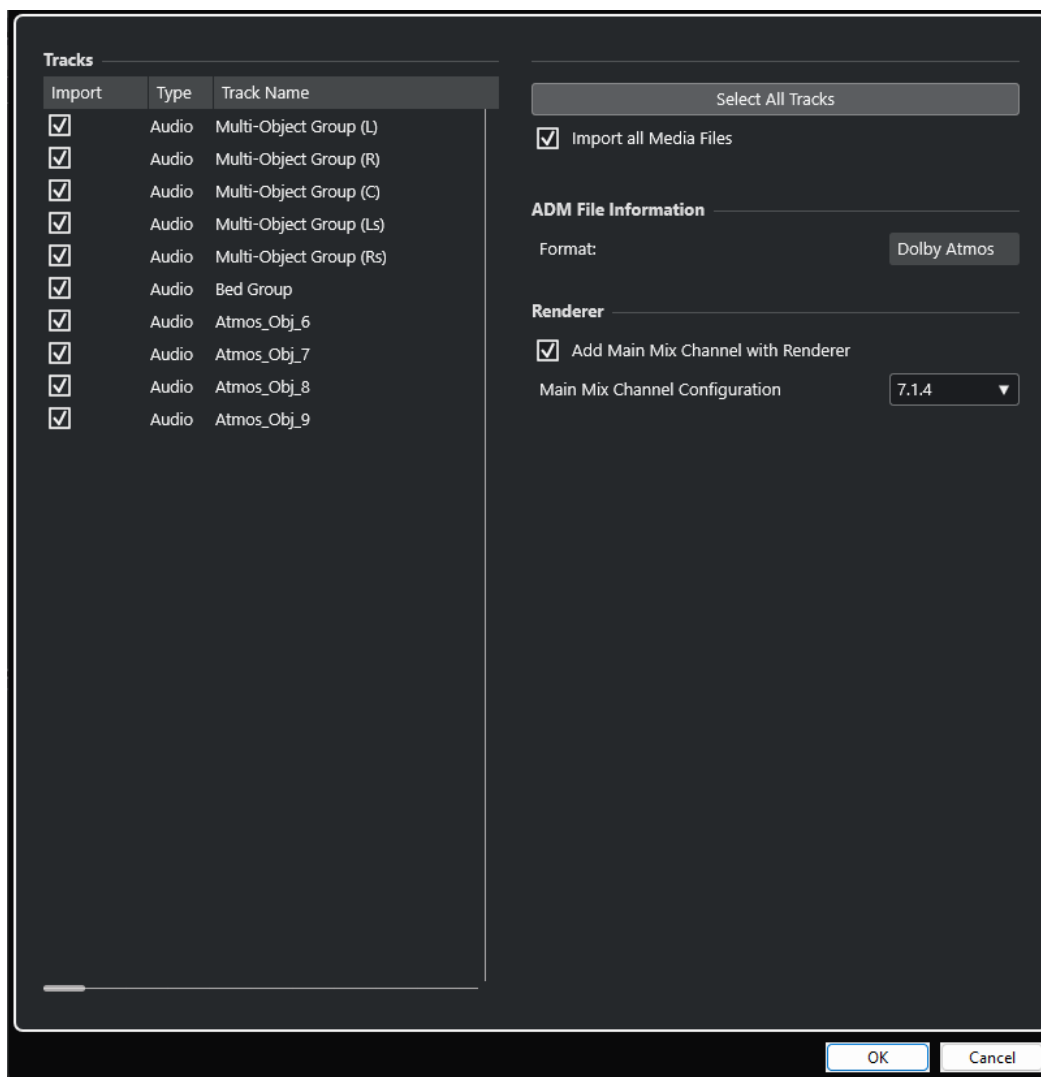 Tracks
Import Type Track Name
Audio Multi-Object Group (L)
Audio Multi-Object Group (R)
Audio Multi-Object Group (C)
Audio Multi-Object Group (Ls)
Audio Multi-Object Group (Rs)
Audio Bed Group
Audio Atmos_Obj_6
Audio Atmos_Obj_7
Audio Atmos_Obj_8
Audio Atmos_Obj_9
Select All Tracks
Import all Media Files
ADM File Information
Format: Dolby Atmos
Renderer
Add Main Mix Channel with Renderer
Main Mix Channel Configuration 7.1.4
OK Cancel